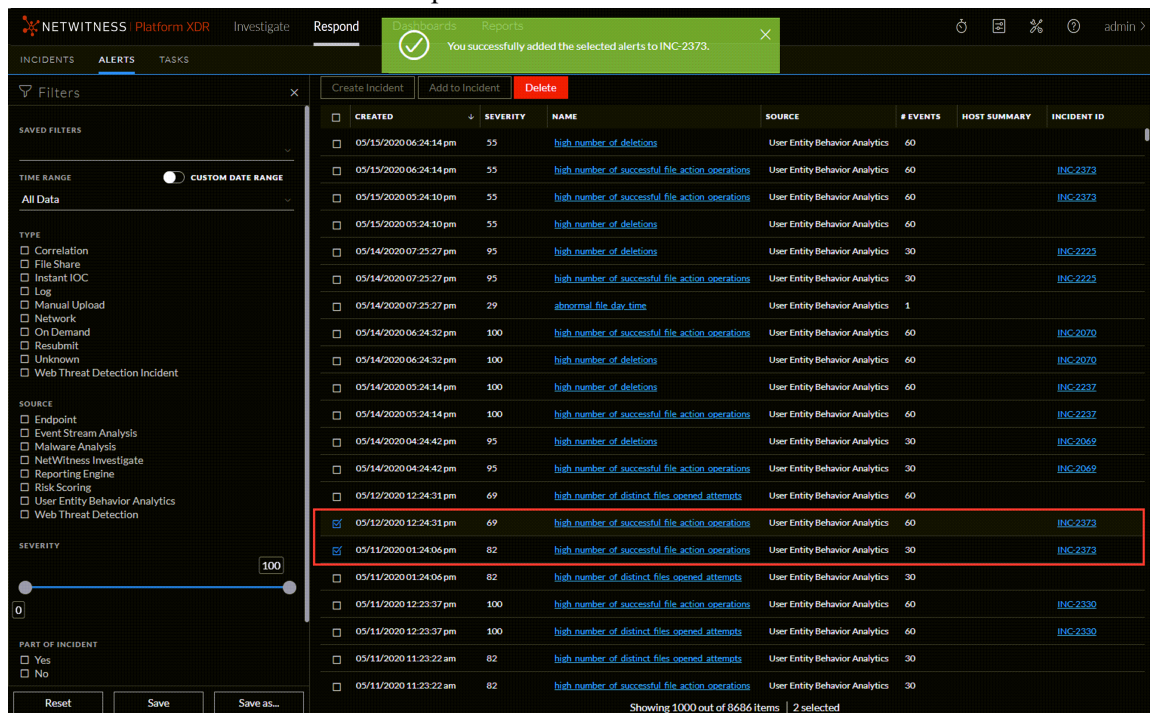 NETWITNESS | Platform XDR Investigate Respond Dashboards Reports admin >
You successfully added the selected alerts to INC-2373.
INCIDENTS ALERTS TASKS
Filters
SAVED FILTERS
TIME RANGE CUSTOM DATE RANGE
All Data
TYPE
Correlation
File Share
Instant IOC
Log
Manual Upload
Network
On Demand
Resubmit
Unknown
Web Threat Detection Incident
SOURCE
Endpoint
Event Stream Analysis
Malware Analysis
NetWitness Investigate
Reporting Engine
Risk Scoring
User Entity Behavior Analytics
Web Threat Detection
SEVERITY
100
0
PART OF INCIDENT
Yes
No
Reset Save Save as...
Create Incident Add to Incident Delete
CREATED SEVERITY NAME SOURCE # EVENTS HOST SUMMARY INCIDENT ID
05/15/2020 06:24:14 pm 55 high number of deletions User Entity Behavior Analytics 60
05/15/2020 06:24:14 pm 55 high number of successful file action operations User Entity Behavior Analytics 60 INC-2373
05/15/2020 05:24:10 pm 55 high number of successful file action operations User Entity Behavior Analytics 60 INC-2373
05/15/2020 05:24:10 pm 55 high number of deletions User Entity Behavior Analytics 60
05/14/2020 07:25:27 pm 95 high number of deletions User Entity Behavior Analytics 30 INC-2225
05/14/2020 07:25:27 pm 95 high number of successful file action operations User Entity Behavior Analytics 30 INC-2225
05/14/2020 07:25:27 pm 29 abnormal file day time User Entity Behavior Analytics 1
05/14/2020 06:24:32 pm 100 high number of successful file action operations User Entity Behavior Analytics 60 INC-2070
05/14/2020 06:24:32 pm 100 high number of deletions User Entity Behavior Analytics 60 INC-2070
05/14/2020 05:24:14 pm 100 high number of deletions User Entity Behavior Analytics 60 INC-2237
05/14/2020 05:24:14 pm 100 high number of successful file action operations User Entity Behavior Analytics 60 INC-2237
05/14/2020 04:24:42 pm 95 high number of deletions User Entity Behavior Analytics 30 INC-2069
05/14/2020 04:24:42 pm 95 high number of successful file action operations User Entity Behavior Analytics 30 INC-2069
05/12/2020 12:24:31 pm 69 high number of distinct files opened attempts User Entity Behavior Analytics 60
05/12/2020 12:24:31 pm 69 high number of successful file action operations User Entity Behavior Analytics 60 INC-2373
05/11/2020 01:24:06 pm 82 high number of successful file action operations User Entity Behavior Analytics 30 INC-2373
05/11/2020 01:24:06 pm 82 high number of distinct files opened attempts User Entity Behavior Analytics 30
05/11/2020 12:23:37 pm 100 high number of successful file action operations User Entity Behavior Analytics 60 INC-2330
05/11/2020 12:23:37 pm 100 high number of distinct files opened attempts User Entity Behavior Analytics 60 INC-2330
05/11/2020 11:23:22 am 82 high number of distinct files opened attempts User Entity Behavior Analytics 30
05/11/2020 11:23:22 am 82 high number of successful file action operations User Entity Behavior Analytics 30
Showing 1000 out of 8686 items | 2 selected